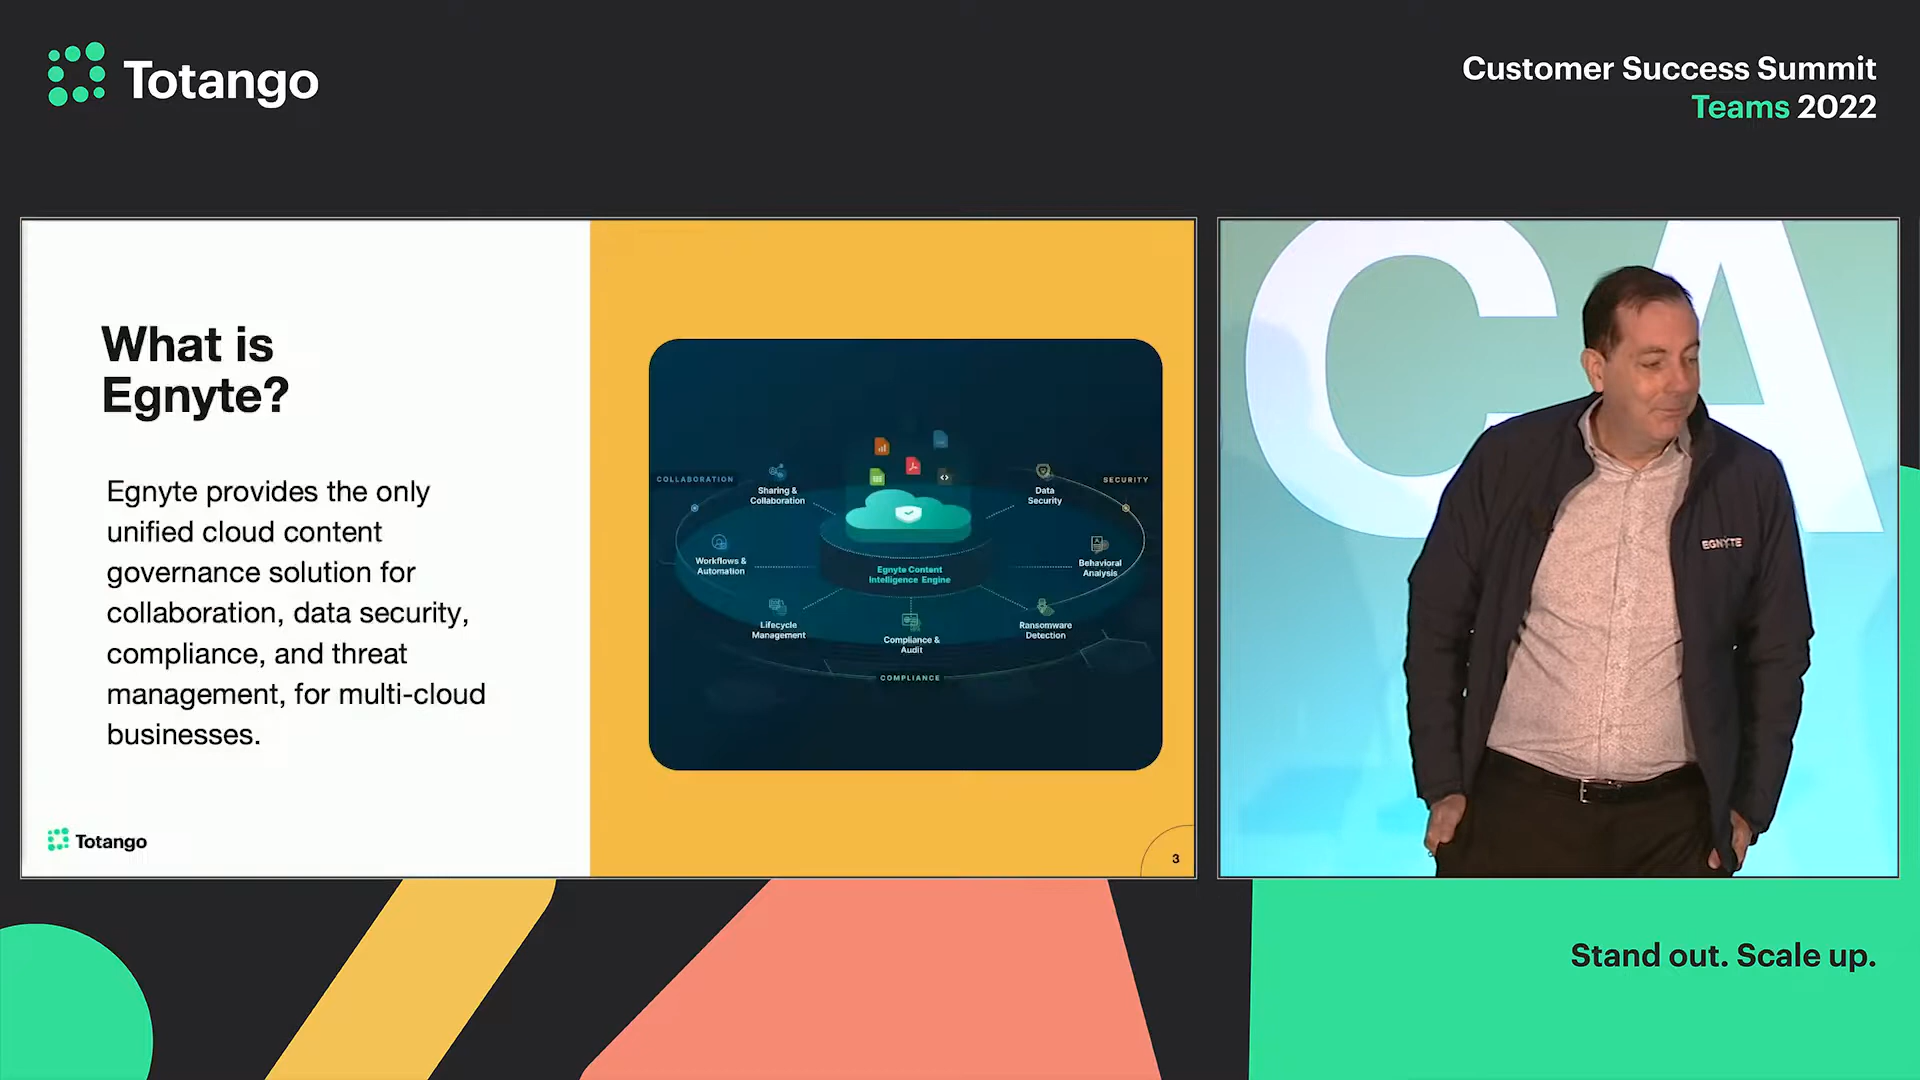 Totango
Customer Success Summit
Teams 2022
What is
Egnyte?
Egnyte provides the only
unified cloud content
governance solution for
collaboration, data security,
compliance, and threat
management, for multi-cloud
businesses.
Totango
COLLABORATION
Sharing &
Collaboration
Data
Security
SECURITY
Workflows &
Automation
Egnyte Content
Intelligence Engine
Behavioral
Analysis
Lifecycle
Management
Compliance &
Audit
Ransomware
Detection
COMPLIANCE
3
CA
EGNYTE
Stand out. Scale up.